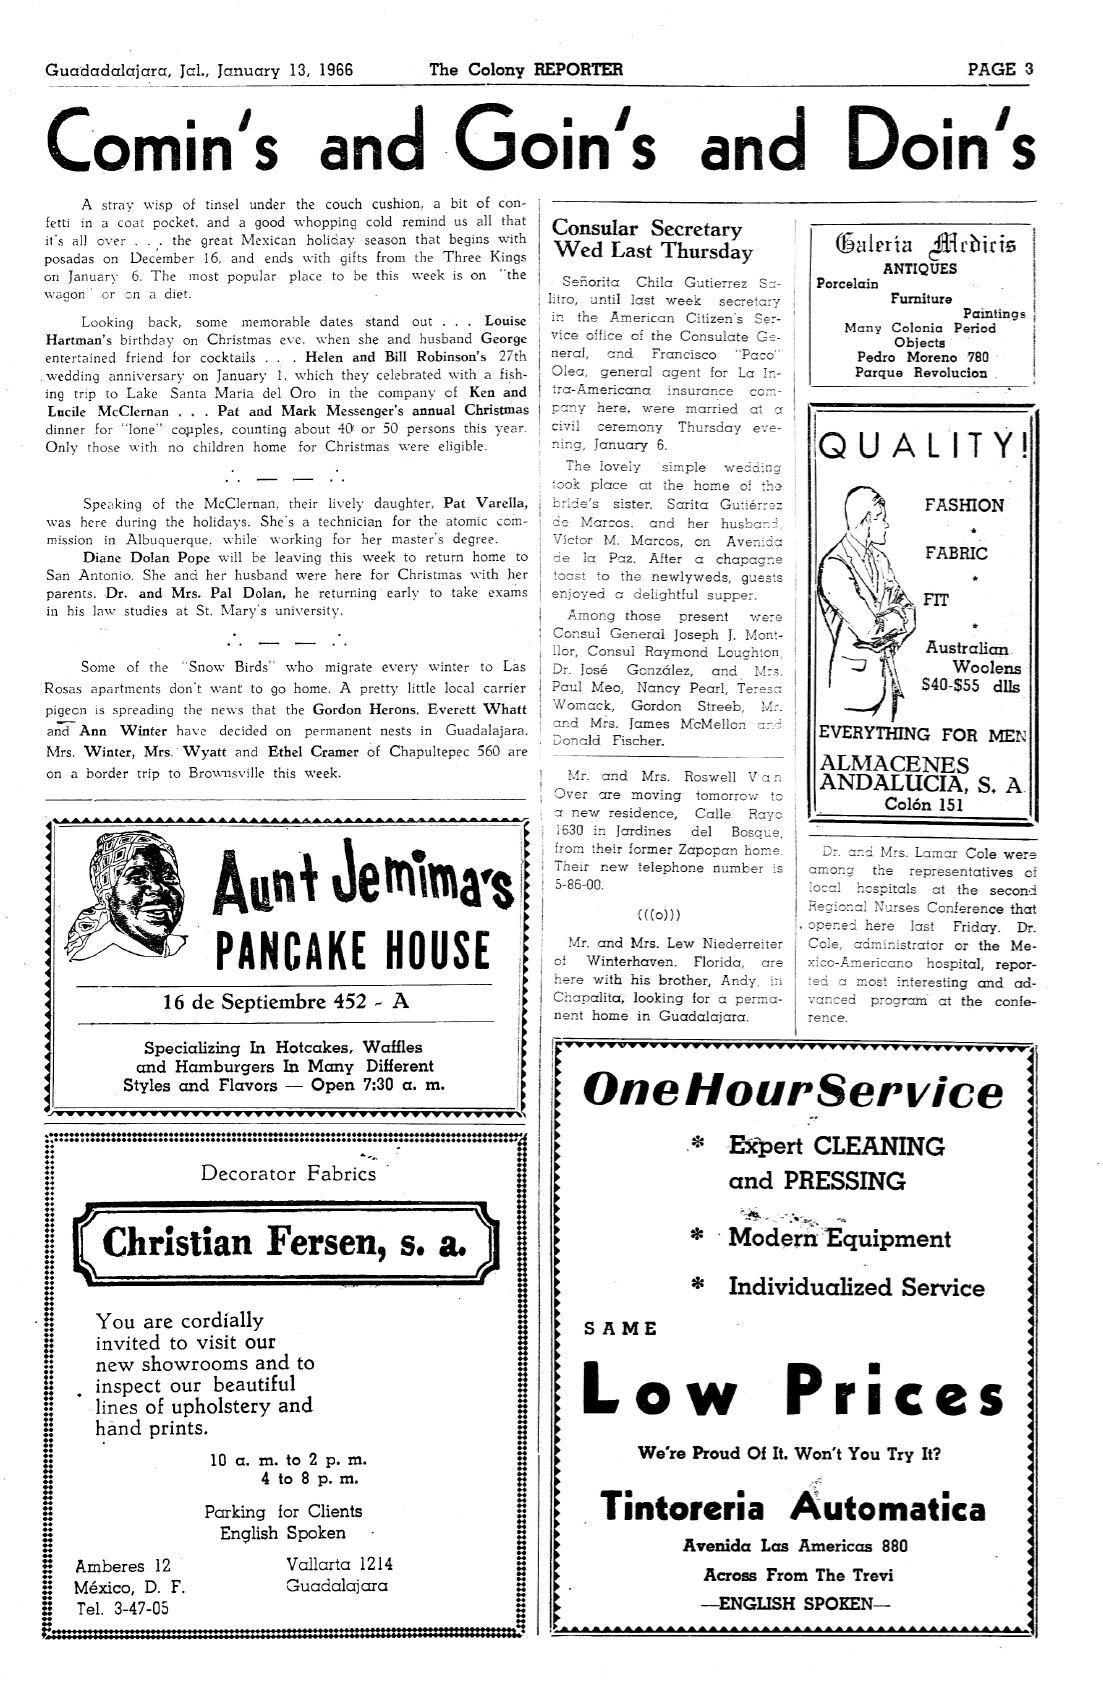 Guadadalajara, Jal., January 13, 1966
The Colony REPORTER
PAGE 3
Comin's and Goin's and Doin's
A stray wisp of tinsel under the couch cushion, a bit of con-
fetti in a coat pocket, and a good whopping cold remind us all that
it's all over . . . the great Mexican holiday season that begins with
posadas on December 16, and ends with gifts from the Three Kings
on January 6. The most popular place to be this week is on "the
wagon" or on a diet.
Looking back, some memorable dates stand out . . . Louise
Hartman's birthday on Christmas eve, when she and husband George
entertained friend for cocktails . . . Helen and Bill Robinson's 27th
wedding anniversary on January 1, which they celebrated with a fish-
ing trip to Lake Santa Maria del Oro in the company of Ken and
Lucile McClernan . . . Pat and Mark Messenger's annual Christmas
dinner for "lone" couples, counting about 40 or 50 persons this year.
Only those with no children home for Christmas were eligible.
Speaking of the McClernan, their lively daughter, Pat Varella,
was here during the holidays. She's a technician for the atomic com-
mission in Albuquerque, while working for her master's degree.
Diane Dolan Pope will be leaving this week to return home to
San Antonio. She and her husband were here for Christmas with her
parents, Dr. and Mrs. Pal Dolan, he returning early to take exams
in his law studies at St. Mary's university.
Some of the "Snow Birds" who migrate every winter to Las
Rosas apartments don't want to go home. A pretty little local carrier
pigeon is spreading the news that the Gordon Herons, Everett Whatt
and Ann Winter have decided on permanent nests in Guadalajara.
Mrs. Winter, Mrs. Wyatt and Ethel Cramer of Chapultepec 560 are
on a border trip to Brownsville this week.
Aunt Jemima's
PANCAKE HOUSE
16 de Septiembre 452 - A
Specializing In Hotcakes, Waffles
and Hamburgers In Many Different
Styles and Flavors — Open 7:30 a. m.
Decorator Fabrics
Christian Fersen, s. a.
You are cordially
invited to visit our
new showrooms and to
inspect our beautiful
lines of upholstery and
hand prints.
10 a. m. to 2 p. m.
4 to 8 p. m.
Parking for Clients
English Spoken
Amberes 12
México, D. F.
Tel. 3-47-05
Vallarta 1214
Guadalajara
Consular Secretary
Wed Last Thursday
Señorita Chila Gutierrez Sa-
litro, until last week secretary
in the American Citizen's Ser-
vice office of the Consulate Ge-
neral, and Francisco "Paco"
Olea, general agent for La In-
tra-Americana insurance com-
pany here, were married at a
civil ceremony Thursday eve-
ning, January 6.
The lovely simple wedding
took place at the home of the
bride's sister, Sarita Gutiérrez
de Marcos, and her husband,
Victor M. Marcos, on Avenida
de la Paz. After a chapagne
toast to the newlyweds, guests
enjoyed a delightful supper.
Among those present were
Consul General Joseph J. Mont-
llor, Consul Raymond Loughton,
Dr. José González, and Mrs.
Paul Meo, Nancy Pearl, Teresa
Womack, Gordon Streeb, Mr.
and Mrs. James McMellon and
Donald Fischer.
Mr. and Mrs. Roswell Van
Over are moving tomorrow to
a new residence, Calle Rayo
1630 in Jardines del Bosque,
from their former Zapopan home.
Their new telephone number is
5-86-00.
(((o)))
Mr. and Mrs. Lew Niederreiter
of Winterhaven, Florida, are
here with his brother, Andy, in
Chapalita, looking for a perma-
nent home in Guadalajara.
Galeria Medicis
ANTIQUES
Porcelain
Furniture
Paintings
Many Colonia Period
Objects
Pedro Moreno 780
Parque Revolucion
QUALITY!
FASHION
*
FABRIC
*
FIT
*
Australian
Woolens
$40-$55 dlls
EVERYTHING FOR MEN
ALMACENES
ANDALUCIA, S. A.
Colón 151
Dr. and Mrs. Lamar Cole were
among the representatives of
local hospitals at the second
Regional Nurses Conference that
opened here last Friday. Dr.
Cole, administrator or the Me-
xico-Americano hospital, repor-
ted a most interesting and ad-
vanced program at the confe-
rence.
One Hour Service
* Expert CLEANING
and PRESSING
* Modern Equipment
* Individualized Service
SAME
Low Prices
We're Proud Of It. Won't You Try It?
Tintoreria Automatica
Avenida Las Americas 880
Across From The Trevi
—ENGLISH SPOKEN—